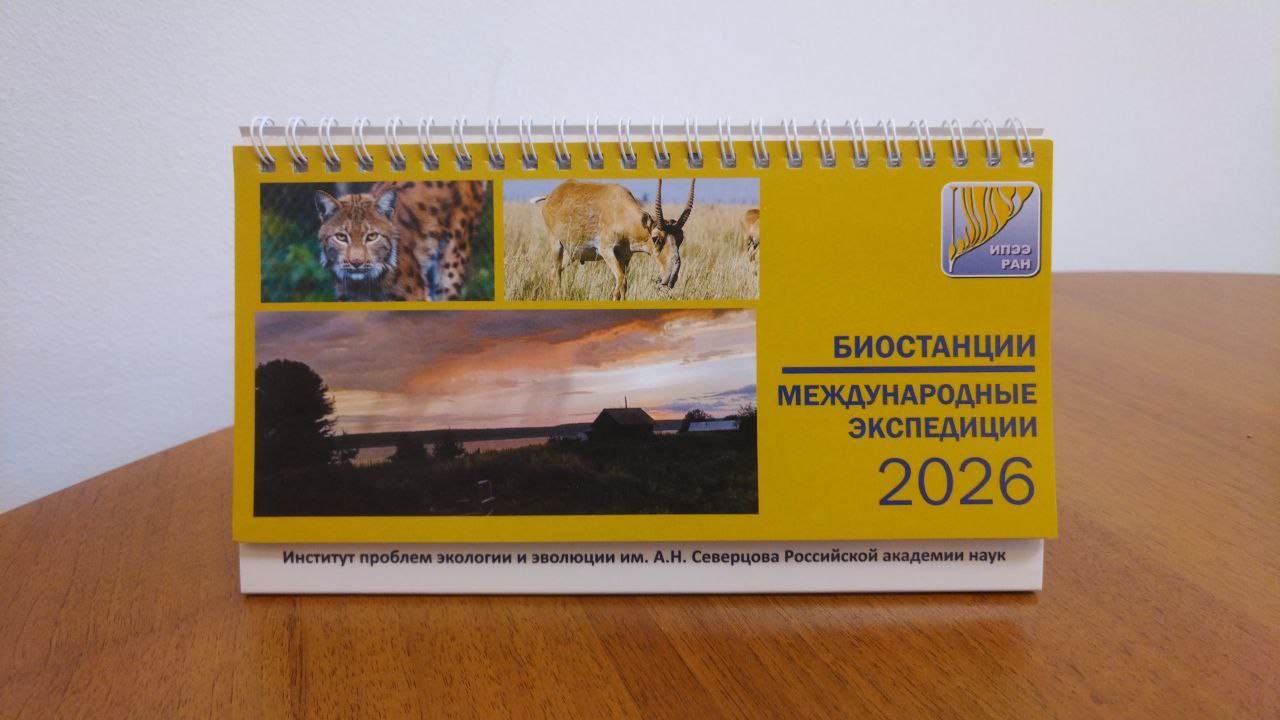 ИПЭЭ
РАН
БИОСТАНЦИИ
МЕЖДУНАРОДНЫЕ
ЭКСПЕДИЦИИ
2026
Институт проблем экологии и эволюции им. А.Н. Северцова Российской академии наук